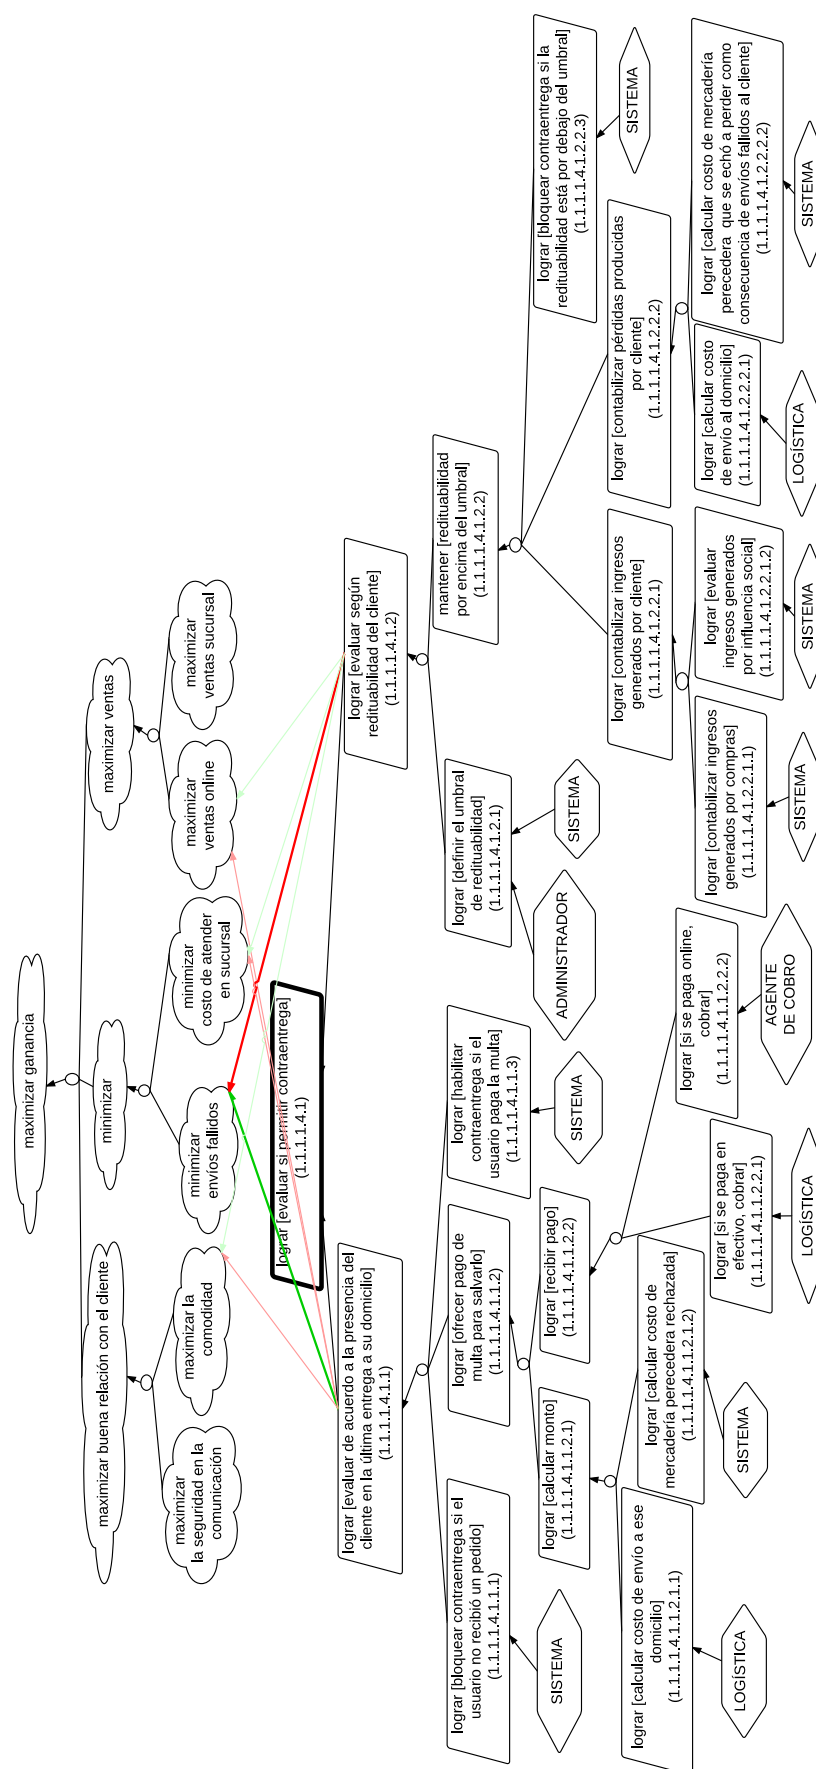 maximizar ganancia
maximizar buena relación con el cliente
minimizar
maximizar ventas
maximizar
la seguridad en la
comunicación
maximizar la
comodidad
minimizar
envíos fallidos
minimizar
costo de atender
en sucursal
maximizar
ventas online
maximizar
ventas sucursal
lograr [evaluar si permitir contraentrega]
(1.1.1.1.4.1)
lograr [evaluar de acuerdo a la presencia del
cliente en la última entrega a su domicilio]
(1.1.1.1.4.1.1)
lograr [evaluar según
redituabilidad del cliente]
(1.1.1.1.4.1.2)
lograr [bloquear contraentrega si el
usuario no recibió un pedido]
(1.1.1.1.4.1.1.1)
lograr [ofrecer pago de
multa para salvarlo]
(1.1.1.1.4.1.1.2)
lograr [habilitar
contraentrega si el
usuario paga la multa]
(1.1.1.1.4.1.1.3)
lograr [definir el umbral
de redituabilidad]
(1.1.1.1.4.1.2.1)
mantener [redituabilidad
por encima del umbral]
(1.1.1.1.4.1.2.2)
SISTEMA
lograr [calcular monto]
(1.1.1.1.4.1.1.2.1)
lograr [recibir pago]
(1.1.1.1.4.1.1.2.2)
SISTEMA
ADMINISTRADOR
SISTEMA
lograr [bloquear contraentrega si la
redituabilidad está por debajo del umbral]
(1.1.1.1.4.1.2.2.3)
SISTEMA
lograr [contabilizar ingresos
generados por cliente]
(1.1.1.1.4.1.2.2.1)
lograr [contabilizar pérdidas producidas
por cliente]
(1.1.1.1.4.1.2.2.2)
lograr [calcular costo de envío a ese
domicilio]
(1.1.1.1.4.1.1.2.1.1)
lograr [calcular costo de
mercadería perecedera rechazada]
(1.1.1.1.4.1.1.2.1.2)
lograr [si se paga en
efectivo, cobrar]
(1.1.1.1.4.1.1.2.2.1)
lograr [si se paga online,
cobrar]
(1.1.1.1.4.1.1.2.2.2)
lograr [contabilizar ingresos
generados por compras]
(1.1.1.1.4.1.2.2.1.1)
lograr [evaluar
ingresos generados
por influencia social]
(1.1.1.1.4.1.2.2.1.2)
lograr [calcular costo
de envío al domicilio]
(1.1.1.1.4.1.2.2.2.1)
lograr [calcular costo de mercadería
perecedera  que se echó a perder como
consecuencia de envíos fallidos al cliente]
(1.1.1.1.4.1.2.2.2.2)
LOGÍSTICA
SISTEMA
LOGÍSTICA
AGENTE
DE COBRO
SISTEMA
SISTEMA
LOGÍSTICA
SISTEMA